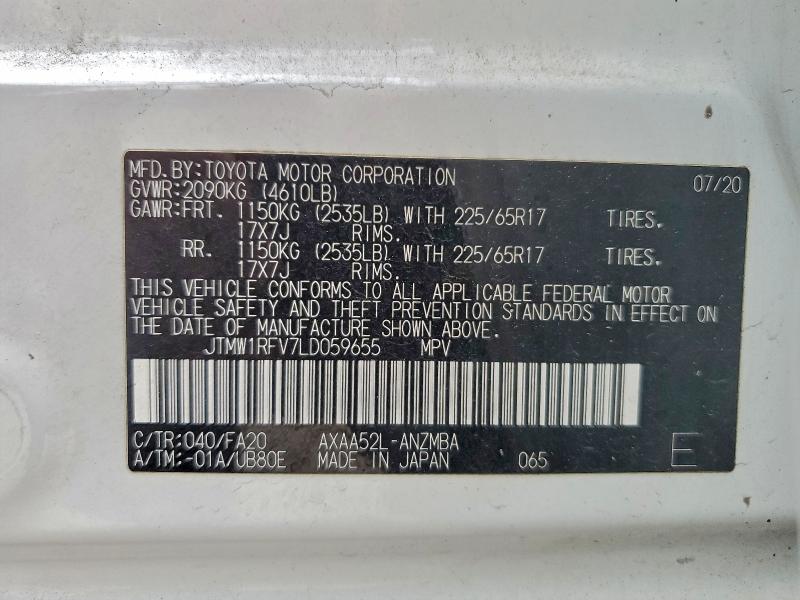 MFD.BY:TOYOTA MOTOR CORPORATION 07/20
GVWR:2090KG (4610LB)
GAWR:FRT. 1150KG (2535LB) WITH 225/65R17 TIRES.
17X7J RIMS.
RR. 1150KG (2535LB) WITH 225/65R17 TIRES.
17X7J RIMS.
THIS VEHICLE CONFORMS TO ALL APPLICABLE FEDERAL MOTOR
VEHICLE SAFETY AND THEFT PREVENTION STANDARDS IN EFFECT ON
THE DATE OF MANUFACTURE SHOWN ABOVE.
JTMW1RFV7LD059655 MPV
C/TR:040/FA20 AXAA52L-ANZMBA
A/TM:-01A/UB80E MADE IN JAPAN 065 E